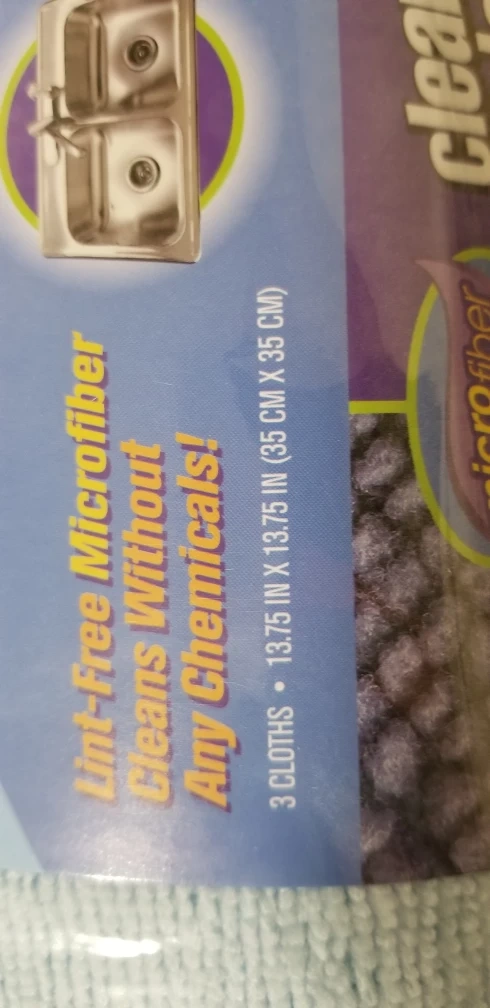 Lint-Free Microfiber
Cleans Without
Any Chemicals!
3 CLOTHS • 13.75 IN X 13.75 IN (35 CM X 35 CM)